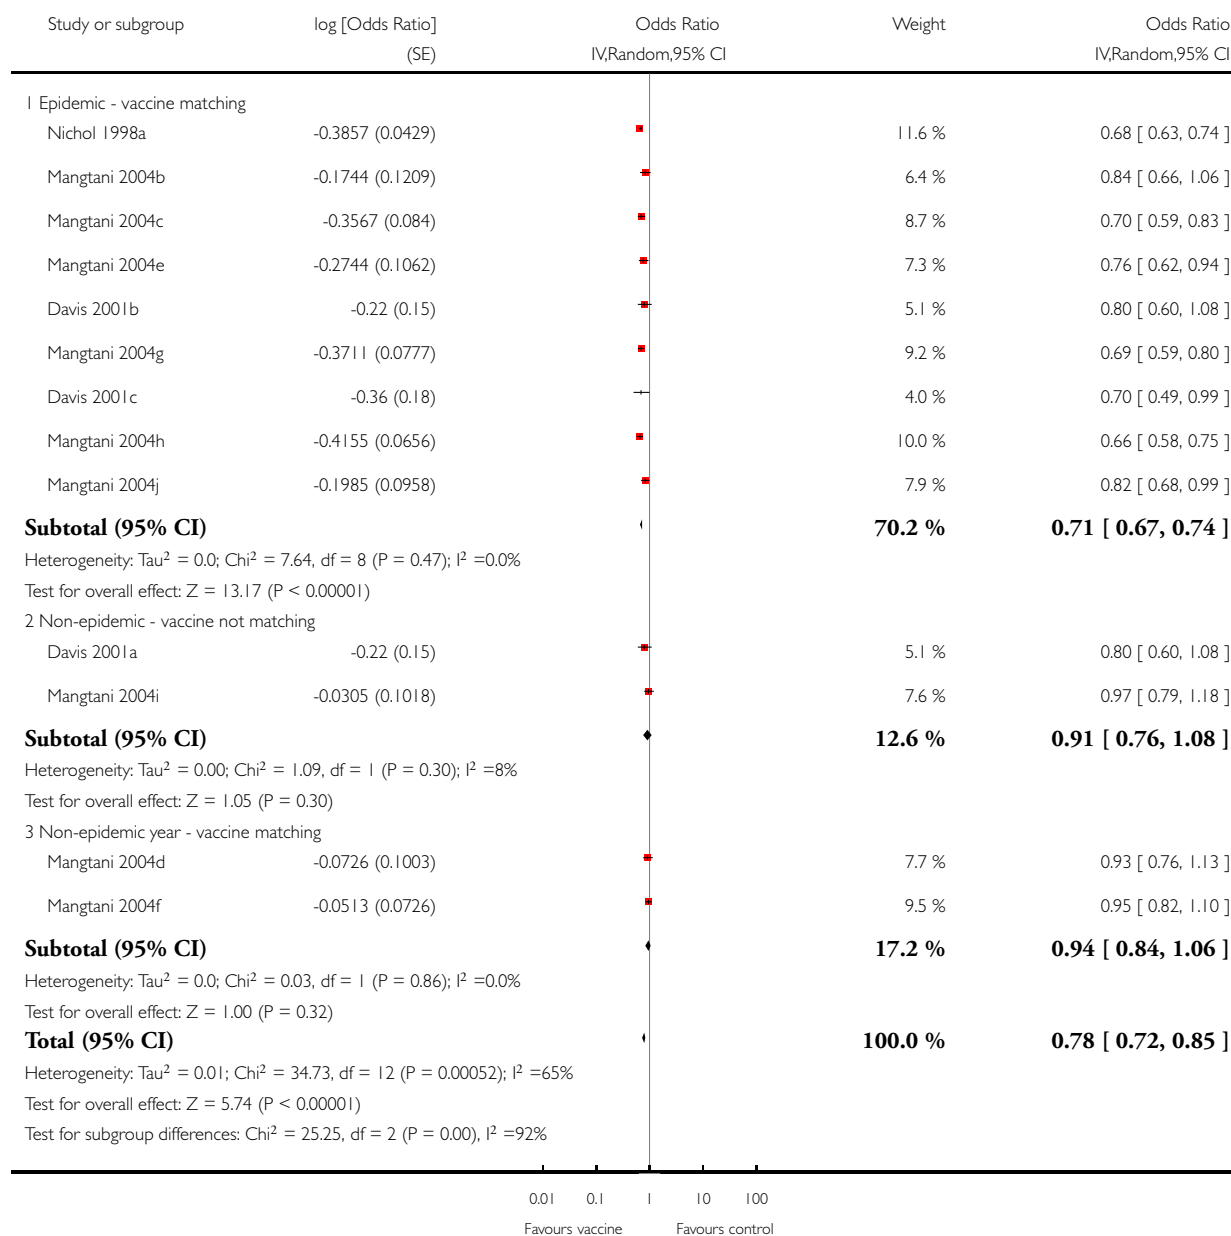 Study or subgroup log [Odds Ratio] Odds Ratio Weight Odds Ratio
(SE) IV,Random,95% CI IV,Random,95% CI
1 Epidemic - vaccine matching
Nichol 1998a -0.3857 (0.0429) 11.6 % 0.68 [ 0.63, 0.74 ]
Mangtani 2004b -0.1744 (0.1209) 6.4 % 0.84 [ 0.66, 1.06 ]
Mangtani 2004c -0.3567 (0.084) 8.7 % 0.70 [ 0.59, 0.83 ]
Mangtani 2004e -0.2744 (0.1062) 7.3 % 0.76 [ 0.62, 0.94 ]
Davis 2001b -0.22 (0.15) 5.1 % 0.80 [ 0.60, 1.08 ]
Mangtani 2004g -0.3711 (0.0777) 9.2 % 0.69 [ 0.59, 0.80 ]
Davis 2001c -0.36 (0.18) 4.0 % 0.70 [ 0.49, 0.99 ]
Mangtani 2004h -0.4155 (0.0656) 10.0 % 0.66 [ 0.58, 0.75 ]
Mangtani 2004j -0.1985 (0.0958) 7.9 % 0.82 [ 0.68, 0.99 ]
Subtotal (95% CI) 70.2 % 0.71 [ 0.67, 0.74 ]
Heterogeneity: Tau² = 0.0; Chi² = 7.64, df = 8 (P = 0.47); I² =0.0%
Test for overall effect: Z = 13.17 (P < 0.00001)
2 Non-epidemic - vaccine not matching
Davis 2001a -0.22 (0.15) 5.1 % 0.80 [ 0.60, 1.08 ]
Mangtani 2004i -0.0305 (0.1018) 7.6 % 0.97 [ 0.79, 1.18 ]
Subtotal (95% CI) 12.6 % 0.91 [ 0.76, 1.08 ]
Heterogeneity: Tau² = 0.00; Chi² = 1.09, df = 1 (P = 0.30); I² =8%
Test for overall effect: Z = 1.05 (P = 0.30)
3 Non-epidemic year - vaccine matching
Mangtani 2004d -0.0726 (0.1003) 7.7 % 0.93 [ 0.76, 1.13 ]
Mangtani 2004f -0.0513 (0.0726) 9.5 % 0.95 [ 0.82, 1.10 ]
Subtotal (95% CI) 17.2 % 0.94 [ 0.84, 1.06 ]
Heterogeneity: Tau² = 0.0; Chi² = 0.03, df = 1 (P = 0.86); I² =0.0%
Test for overall effect: Z = 1.00 (P = 0.32)
Total (95% CI) 100.0 % 0.78 [ 0.72, 0.85 ]
Heterogeneity: Tau² = 0.01; Chi² = 34.73, df = 12 (P = 0.00052); I² =65%
Test for overall effect: Z = 5.74 (P < 0.00001)
Test for subgroup differences: Chi² = 25.25, df = 2 (P = 0.00), I² =92%
0.01 0.1 1 10 100
Favours vaccine Favours control